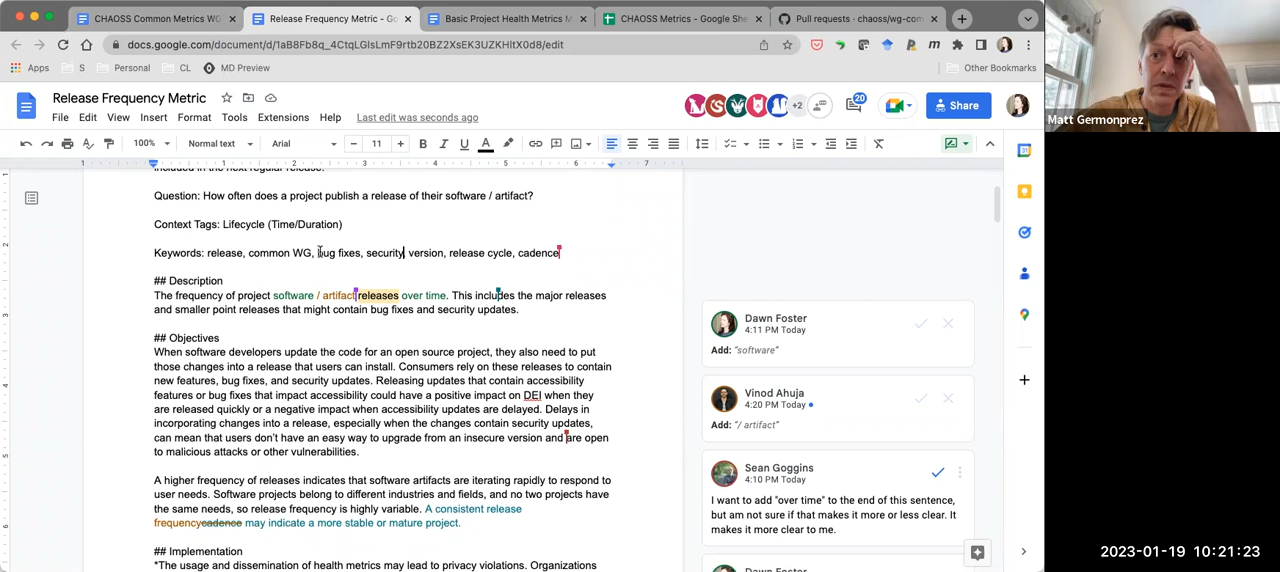 CHAOSS Common Metrics WG
Release Frequency Metric - Go
Basic Project Health Metrics M
CHAOSS Metrics - Google She
Pull requests · chaoss/wg-com
docs.google.com/document/d/1aB8Fb8q_4CtqLGIsLmF9rtb20BZ2XsEK3UZKHltX0d8/edit
Apps
S
Personal
CL
MD Preview
Other Bookmarks
Release Frequency Metric
File Edit View Insert Format Tools Extensions Help Last edit was seconds ago
+2
20
Share
100% Normal text Arial 11
included in the next regular release.
Question: How often does a project publish a release of their software / artifact?
Context Tags: Lifecycle (Time/Duration)
Keywords: release, common WG, bug fixes, security, version, release cycle, cadence
## Description
The frequency of project software / artifact releases over time. This includes the major releases
and smaller point releases that might contain bug fixes and security updates.
## Objectives
When software developers update the code for an open source project, they also need to put
those changes into a release that users can install. Consumers rely on these releases to contain
new features, bug fixes, and security updates. Releasing updates that contain accessibility
features or bug fixes that impact accessibility could have a positive impact on DEI when they
are released quickly or a negative impact when accessibility updates are delayed. Delays in
incorporating changes into a release, especially when the changes contain security updates,
can mean that users don't have an easy way to upgrade from an insecure version and are open
to malicious attacks or other vulnerabilities.
A higher frequency of releases indicates that software artifacts are iterating rapidly to respond to
user needs. Software projects belong to different industries and fields, and no two projects have
the same needs, so release frequency is highly variable. A consistent release
frequencycadence may indicate a more stable or mature project.
## Implementation
*The usage and dissemination of health metrics may lead to privacy violations. Organizations
Dawn Foster
4:11 PM Today
Add: "software"
Vinod Ahuja
4:20 PM Today
Add: "/ artifact"
Sean Goggins
4:10 PM Today
I want to add "over time" to the end of this sentence,
but am not sure if that makes it more or less clear. It
makes it more clear to me.
Dawn Foster
Matt Germonprez
2023-01-19 10:21:23